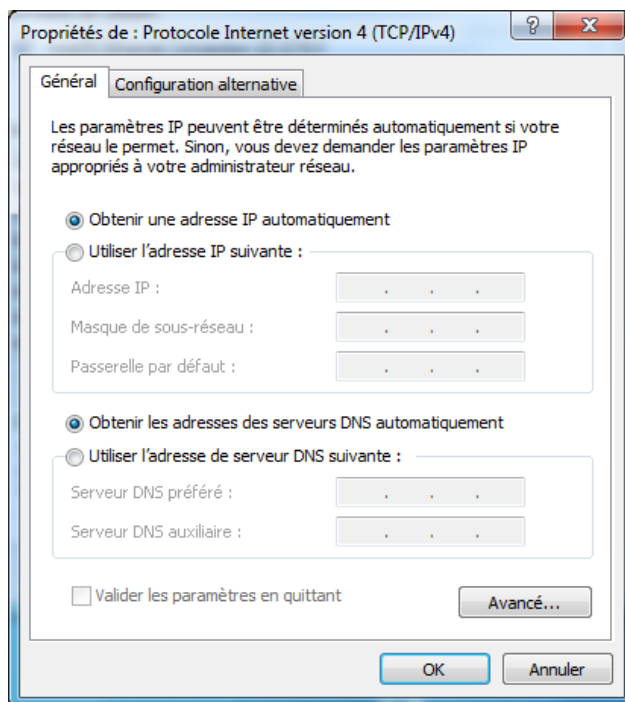 Propriétés de : Protocole Internet version 4 (TCP/IPv4)
Général
Configuration alternative
Les paramètres IP peuvent être déterminés automatiquement si votre
réseau le permet. Sinon, vous devez demander les paramètres IP
appropriés à votre administrateur réseau.
Obtenir une adresse IP automatiquement
Utiliser l'adresse IP suivante :
Adresse IP :
Masque de sous-réseau :
Passerelle par défaut :
Obtenir les adresses des serveurs DNS automatiquement
Utiliser l'adresse de serveur DNS suivante :
Serveur DNS préféré :
Serveur DNS auxiliaire :
Valider les paramètres en quittant
Avancé...
OK
Annuler